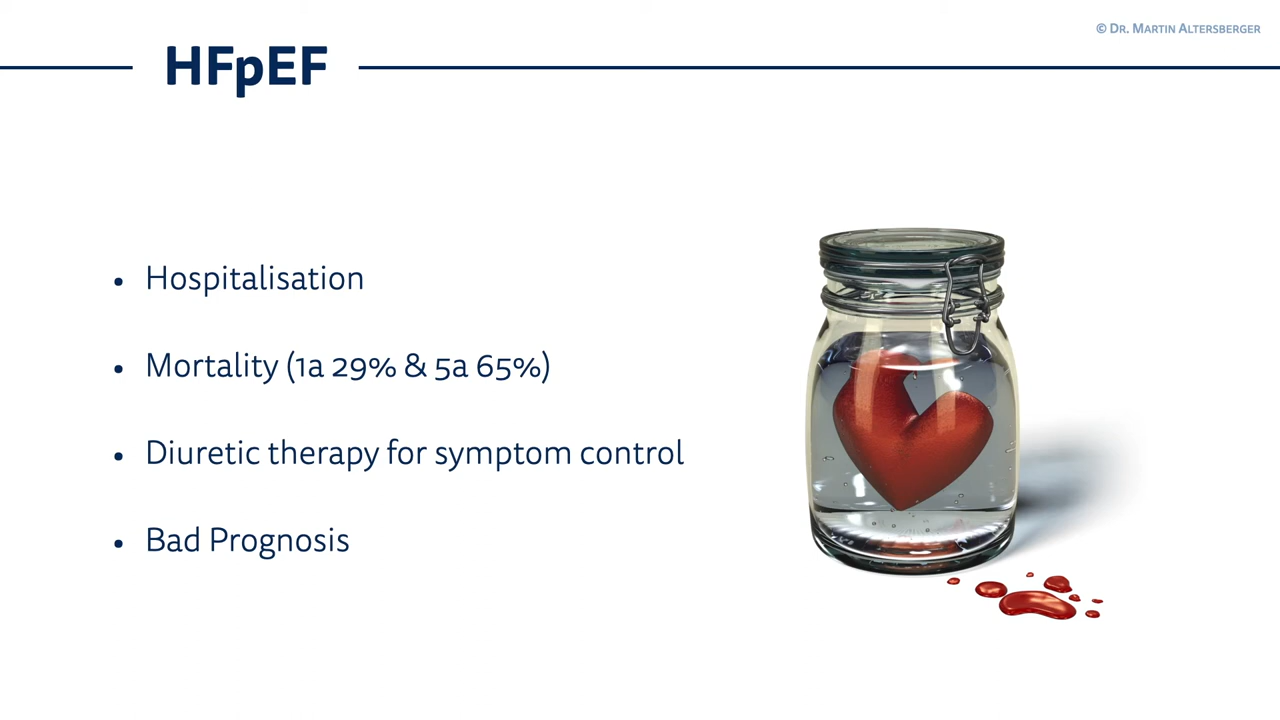 © Dr. Martin Altersberger
HFpEF
• Hospitalisation
• Mortality (1a 29% & 5a 65%)
• Diuretic therapy for symptom control
• Bad Prognosis